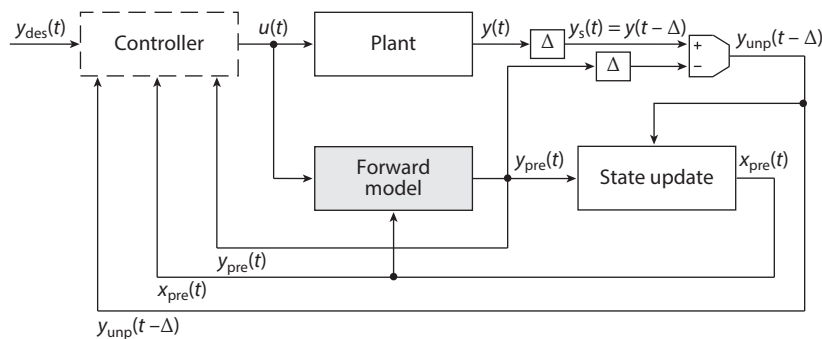 y_des(t)
Controller
u(t)
Plant
y(t)
Δ
y_s(t) = y(t − Δ)
+
−
y_unp(t − Δ)
Δ
Forward
model
y_pre(t)
State update
x_pre(t)
y_pre(t)
x_pre(t)
y_unp(t − Δ)